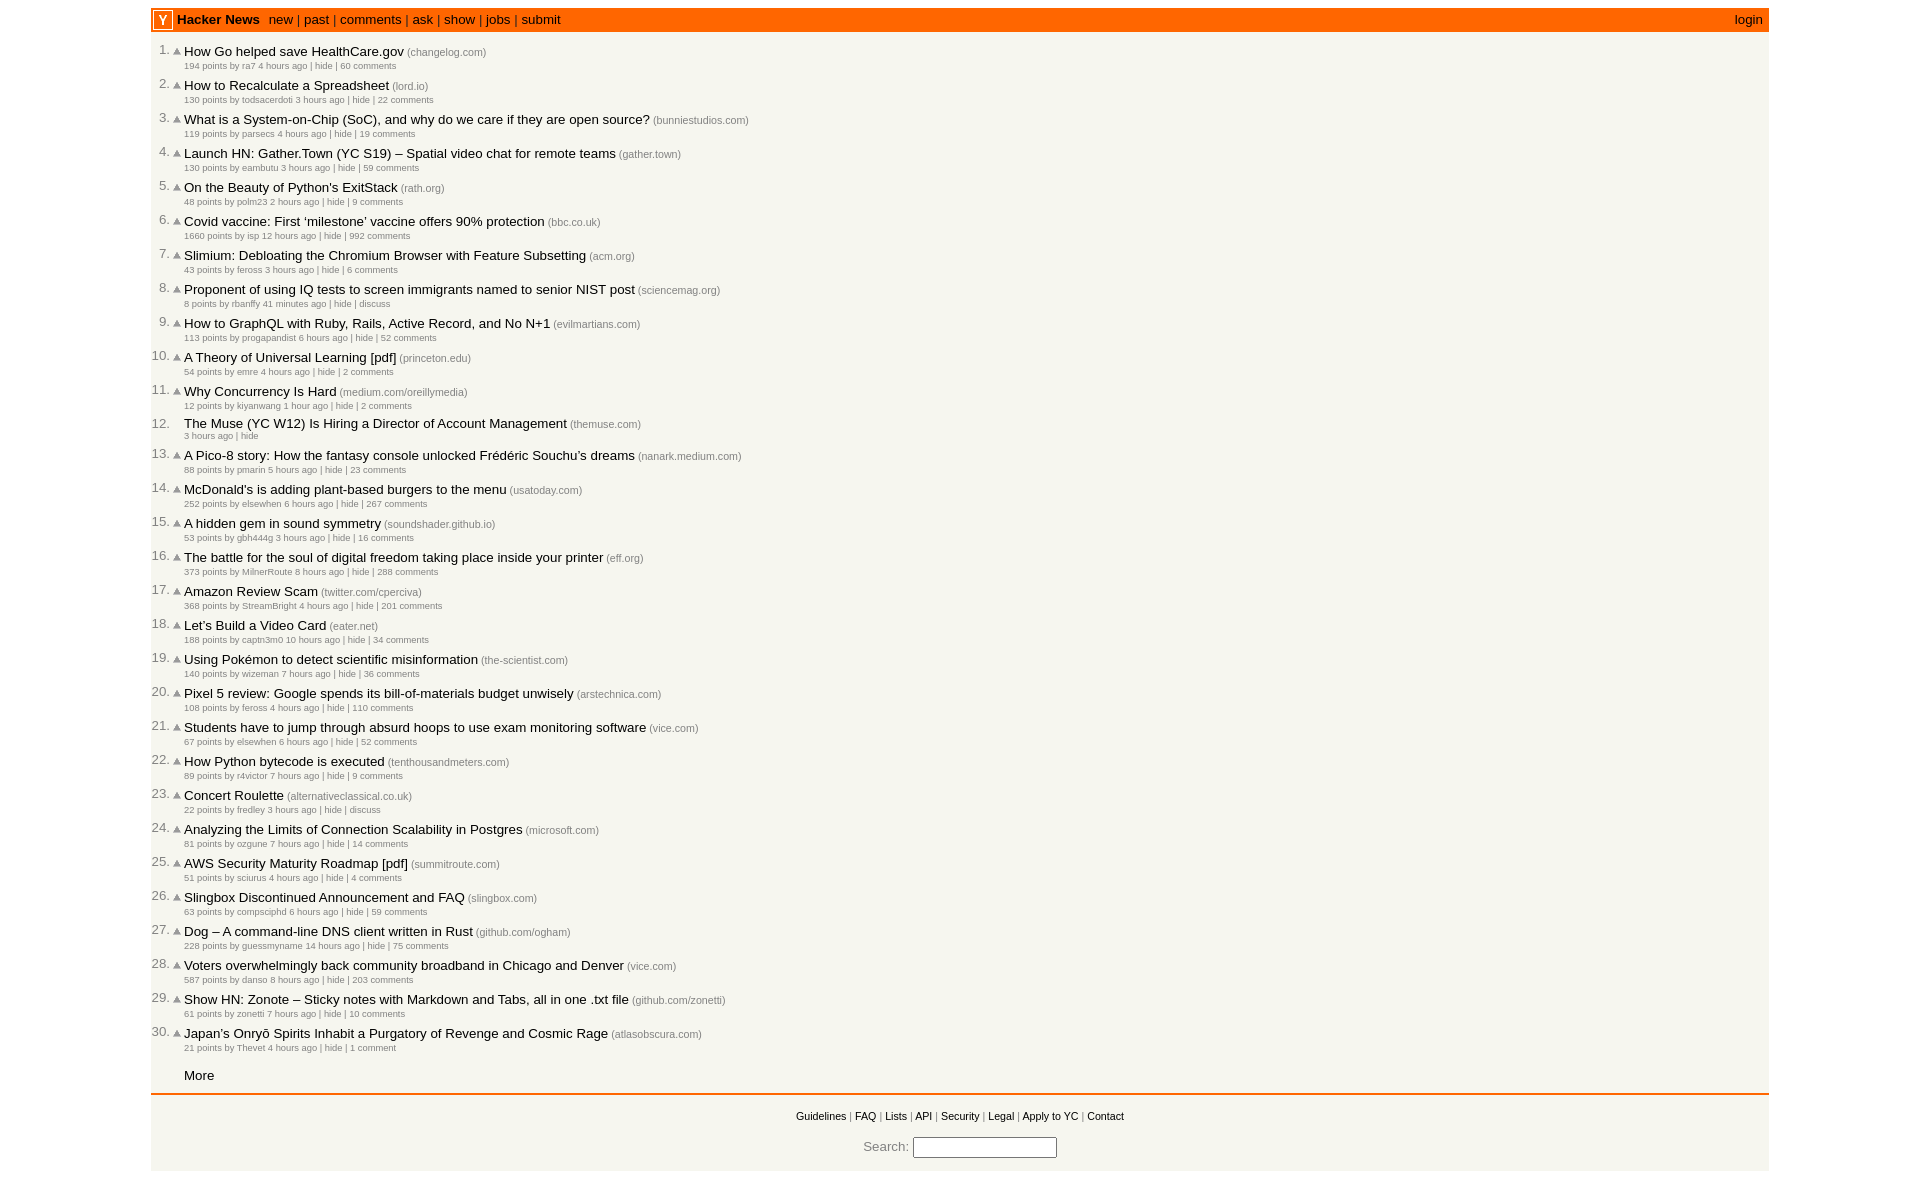 Y Hacker News new | past | comments | ask | show | jobs | submit login
1. How Go helped save HealthCare.gov (changelog.com)
194 points by ra7 4 hours ago | hide | 60 comments
2. How to Recalculate a Spreadsheet (lord.io)
130 points by todsacerdoti 3 hours ago | hide | 22 comments
3. What is a System-on-Chip (SoC), and why do we care if they are open source? (bunniestudios.com)
119 points by parsecs 4 hours ago | hide | 19 comments
4. Launch HN: Gather.Town (YC S19) – Spatial video chat for remote teams (gather.town)
130 points by eambutu 3 hours ago | hide | 59 comments
5. On the Beauty of Python's ExitStack (rath.org)
48 points by polm23 2 hours ago | hide | 9 comments
6. Covid vaccine: First ‘milestone’ vaccine offers 90% protection (bbc.co.uk)
1660 points by isp 12 hours ago | hide | 992 comments
7. Slimium: Debloating the Chromium Browser with Feature Subsetting (acm.org)
43 points by feross 3 hours ago | hide | 6 comments
8. Proponent of using IQ tests to screen immigrants named to senior NIST post (sciencemag.org)
8 points by rbanffy 41 minutes ago | hide | discuss
9. How to GraphQL with Ruby, Rails, Active Record, and No N+1 (evilmartians.com)
113 points by progapandist 6 hours ago | hide | 52 comments
10. A Theory of Universal Learning [pdf] (princeton.edu)
54 points by emre 4 hours ago | hide | 2 comments
11. Why Concurrency Is Hard (medium.com/oreillymedia)
12 points by kiyanwang 1 hour ago | hide | 2 comments
12. The Muse (YC W12) Is Hiring a Director of Account Management (themuse.com)
3 hours ago | hide
13. A Pico-8 story: How the fantasy console unlocked Frédéric Souchu’s dreams (nanark.medium.com)
88 points by pmarin 5 hours ago | hide | 23 comments
14. McDonald's is adding plant-based burgers to the menu (usatoday.com)
252 points by elsewhen 6 hours ago | hide | 267 comments
15. A hidden gem in sound symmetry (soundshader.github.io)
53 points by gbh444g 3 hours ago | hide | 16 comments
16. The battle for the soul of digital freedom taking place inside your printer (eff.org)
373 points by MilnerRoute 8 hours ago | hide | 288 comments
17. Amazon Review Scam (twitter.com/cperciva)
368 points by StreamBright 4 hours ago | hide | 201 comments
18. Let’s Build a Video Card (eater.net)
188 points by captn3m0 10 hours ago | hide | 34 comments
19. Using Pokémon to detect scientific misinformation (the-scientist.com)
140 points by wizeman 7 hours ago | hide | 36 comments
20. Pixel 5 review: Google spends its bill-of-materials budget unwisely (arstechnica.com)
108 points by feross 4 hours ago | hide | 110 comments
21. Students have to jump through absurd hoops to use exam monitoring software (vice.com)
67 points by elsewhen 6 hours ago | hide | 52 comments
22. How Python bytecode is executed (tenthousandmeters.com)
89 points by r4victor 7 hours ago | hide | 9 comments
23. Concert Roulette (alternativeclassical.co.uk)
22 points by fredley 3 hours ago | hide | discuss
24. Analyzing the Limits of Connection Scalability in Postgres (microsoft.com)
81 points by ozgune 7 hours ago | hide | 14 comments
25. AWS Security Maturity Roadmap [pdf] (summitroute.com)
51 points by sciurus 4 hours ago | hide | 4 comments
26. Slingbox Discontinued Announcement and FAQ (slingbox.com)
63 points by compsciphd 6 hours ago | hide | 59 comments
27. Dog – A command-line DNS client written in Rust (github.com/ogham)
228 points by guessmyname 14 hours ago | hide | 75 comments
28. Voters overwhelmingly back community broadband in Chicago and Denver (vice.com)
587 points by danso 8 hours ago | hide | 203 comments
29. Show HN: Zonote – Sticky notes with Markdown and Tabs, all in one .txt file (github.com/zonetti)
61 points by zonetti 7 hours ago | hide | 10 comments
30. Japan’s Onryō Spirits Inhabit a Purgatory of Revenge and Cosmic Rage (atlasobscura.com)
21 points by Thevet 4 hours ago | hide | 1 comment
More
Guidelines | FAQ | Lists | API | Security | Legal | Apply to YC | Contact
Search: